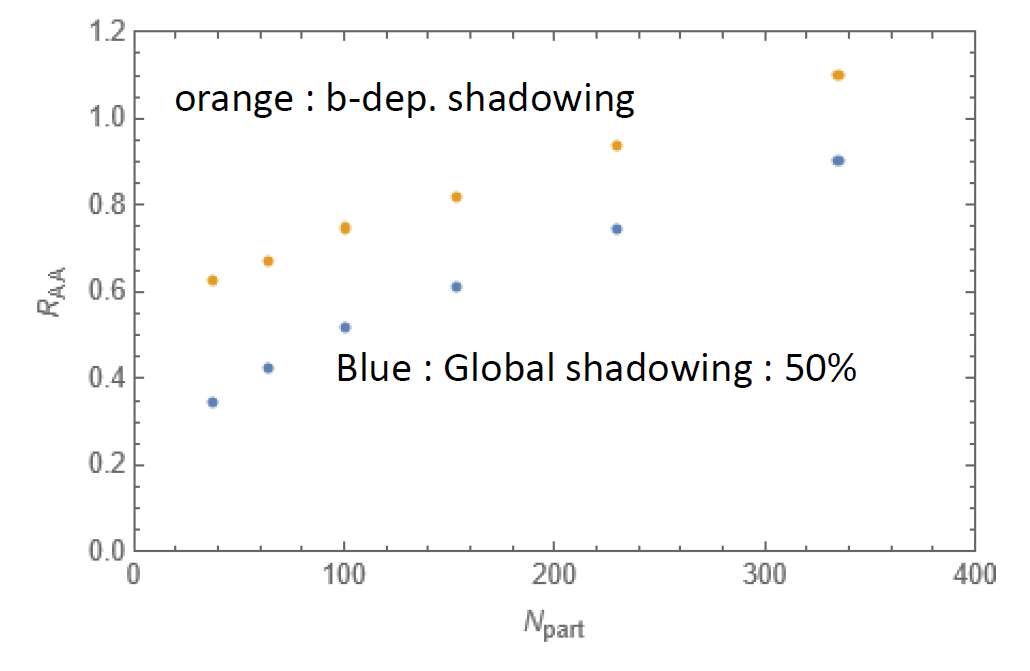 1.2
orange : b-dep. shadowing
1.0
0.8
0.6
R_AA
Blue : Global shadowing : 50%
0.4
0.2
0.0
0 100 200 300 400
N_part